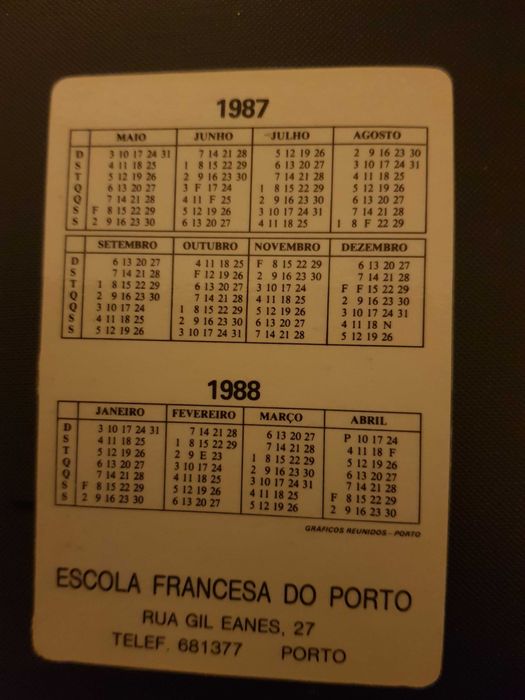 1987
MAIO JUNHO JULHO AGOSTO
D 3 10 17 24 31 7 14 21 28 5 12 19 26 2 9 16 23 30
S 4 11 18 25 1 8 15 22 29 6 13 20 27 3 10 17 24 31
T 5 12 19 26 2 9 16 23 30 7 14 21 28 4 11 18 25
Q 6 13 20 27 3 F 17 24 1 8 15 22 29 5 12 19 26
Q 7 14 21 28 4 11 F 25 2 9 16 23 30 6 13 20 27
S F 8 15 22 29 5 12 19 26 3 10 17 24 31 7 14 21 28
S 2 9 16 23 30 6 13 20 27 4 11 18 25 1 8 F 22 29
SETEMBRO OUTUBRO NOVEMBRO DEZEMBRO
D 6 13 20 27 4 11 18 25 F 8 15 22 29 6 13 20 27
S 7 14 21 28 F 12 19 26 2 9 16 23 30 7 14 21 28
T 1 8 15 22 29 6 13 20 27 3 10 17 24 F F 15 22 29
Q 2 9 16 23 30 7 14 21 28 4 11 18 25 2 9 16 23 30
Q 3 10 17 24 1 8 15 22 29 5 12 19 26 3 10 17 24 31
S 4 11 18 25 2 9 16 23 30 6 13 20 27 4 11 18 N
S 5 12 19 26 3 10 17 24 31 7 14 21 28 5 12 19 26
1988
JANEIRO FEVEREIRO MARÇO ABRIL
D 3 10 17 24 31 7 14 21 28 6 13 20 27 P 10 17 24
S 4 11 18 25 1 8 15 22 29 7 14 21 28 4 11 18 F
T 5 12 19 26 2 9 E 23 1 8 15 22 29 5 12 19 26
Q 6 13 20 27 3 10 17 24 2 9 16 23 30 6 13 20 27
Q 7 14 21 28 4 11 18 25 3 10 17 24 31 7 14 21 28
S F 8 15 22 29 5 12 19 26 4 11 18 25 F 8 15 22 29
S 2 9 16 23 30 6 13 20 27 5 12 19 26 2 9 16 23 30
GRÁFICOS REUNIDOS - PORTO
ESCOLA FRANCESA DO PORTO
RUA GIL EANES, 27
TELEF. 681377 PORTO